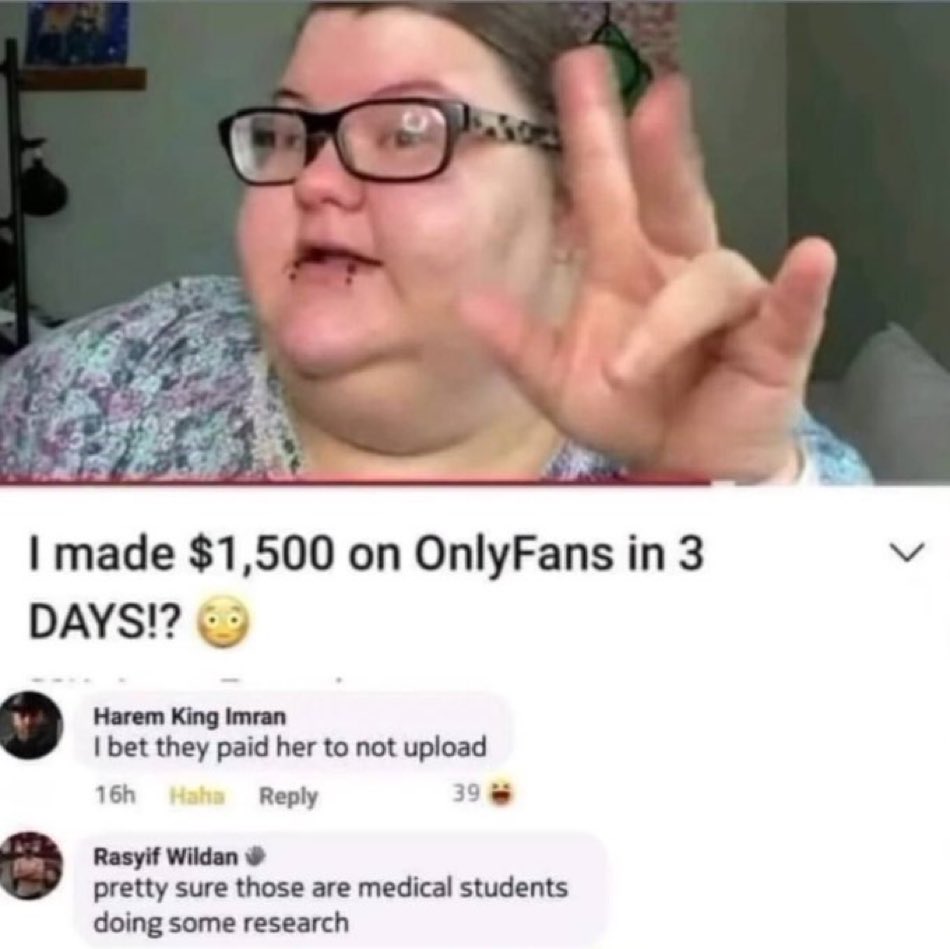 I made $1,500 on OnlyFans in 3
DAYS!? 😳
Harem King Imran
I bet they paid her to not upload
16h Haha Reply 39 😆
Rasyif Wildan 👋
pretty sure those are medical students
doing some research